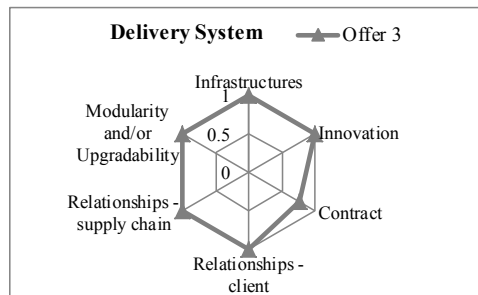 Delivery System
Offer 3
Infrastructures
1
Modularity
and/or
Upgradability
0.5
Innovation
0
Relationships -
supply chain
Contract
Relationships -
client